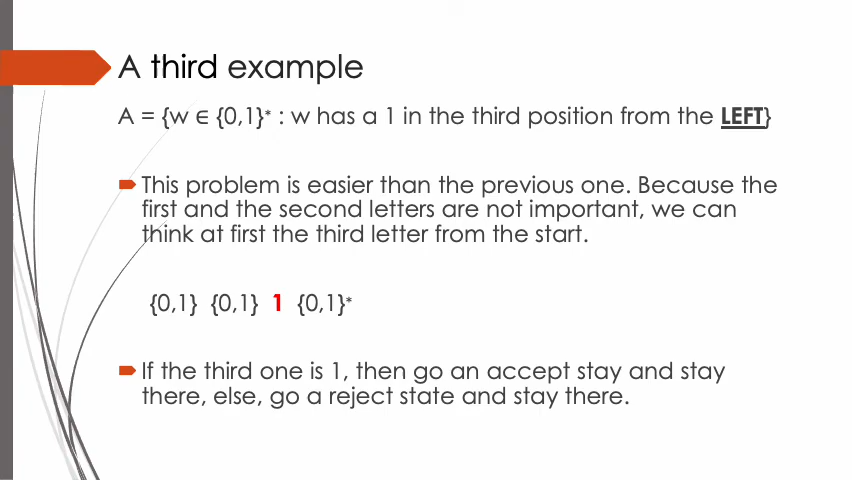 A third example
A = {w ∈ {0,1}* : w has a 1 in the third position from the LEFT}
This problem is easier than the previous one. Because the
first and the second letters are not important, we can
think at first the third letter from the start.
{0,1} {0,1} 1 {0,1}*
If the third one is 1, then go an accept stay and stay
there, else, go a reject state and stay there.